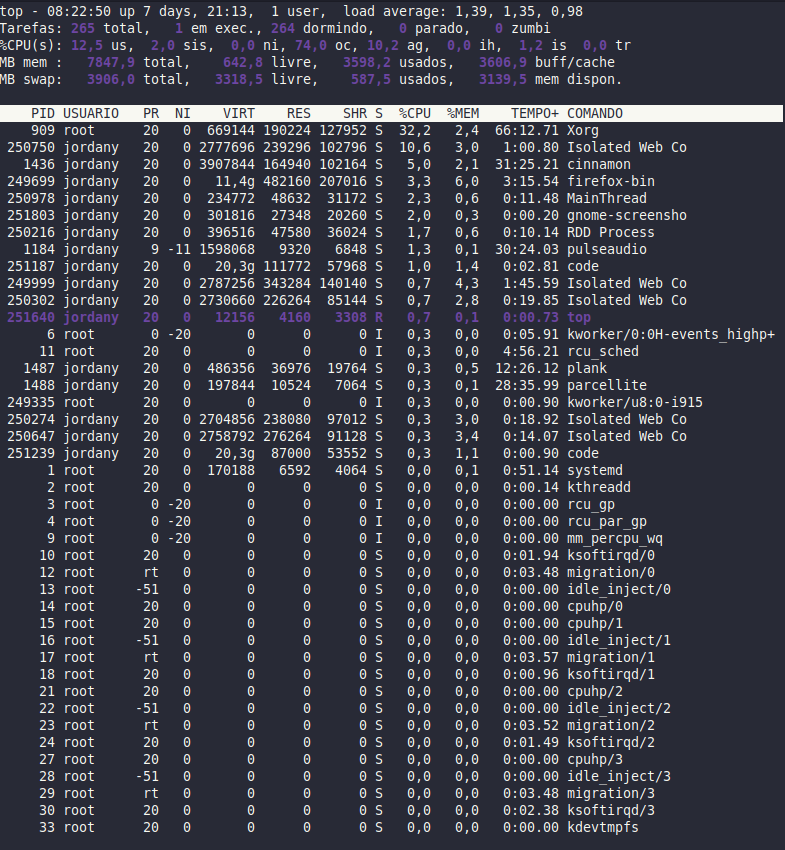 top - 08:22:50 up 7 days, 21:13,  1 user,  load average: 1,39, 1,35, 0,98
Tarefas: 265 total,   1 em exec., 264 dormindo,   0 parado,   0 zumbi
%CPU(s): 12,5 us,  2,0 sis,  0,0 ni, 74,0 oc, 10,2 ag,  0,0 ih,  1,2 is  0,0 tr
MB mem :   7847,9 total,    642,8 livre,   3598,2 usados,   3606,9 buff/cache
MB swap:   3906,0 total,   3318,5 livre,    587,5 usados,   3139,5 mem dispon.
PID USUARIO   PR  NI    VIRT    RES    SHR S  %CPU  %MEM    TEMPO+ COMANDO
909 root      20   0  669144 190224 127952 S  32,2   2,4  66:12.71 Xorg
250750 jordany   20   0 2777696 239296 102796 S  10,6   3,0   1:00.80 Isolated Web Co
1436 jordany   20   0 3907844 164940 102164 S   5,0   2,1  31:25.21 cinnamon
249699 jordany   20   0   11,4g 482160 207016 S   3,3   6,0   3:15.54 firefox-bin
250978 jordany   20   0  234772  48632  31172 S   2,3   0,6   0:11.48 MainThread
251803 jordany   20   0  301816  27348  20260 S   2,0   0,3   0:00.20 gnome-screensho
250216 jordany   20   0  396516  47580  36024 S   1,7   0,6   0:10.14 RDD Process
1184 jordany    9 -11 1598068   9320   6848 S   1,3   0,1  30:24.03 pulseaudio
251187 jordany   20   0   20,3g 111772  57968 S   1,0   1,4   0:02.81 code
249999 jordany   20   0 2787256 343284 140140 S   0,7   4,3   1:45.59 Isolated Web Co
250302 jordany   20   0 2730660 226264  85144 S   0,7   2,8   0:19.85 Isolated Web Co
251640 jordany   20   0   12156   4160   3308 R   0,7   0,1   0:00.73 top
6 root       0 -20       0      0      0 I   0,3   0,0   0:05.91 kworker/0:0H-events_highp+
11 root      20   0       0      0      0 I   0,3   0,0   4:56.21 rcu_sched
1487 jordany   20   0  486356  36976  19764 S   0,3   0,5  12:26.12 plank
1488 jordany   20   0  197844  10524   7064 S   0,3   0,1  28:35.99 parcellite
249335 root      20   0       0      0      0 I   0,3   0,0   0:00.90 kworker/u8:0-i915
250274 jordany   20   0 2704856 238080  97012 S   0,3   3,0   0:18.92 Isolated Web Co
250647 jordany   20   0 2758792 276264  91128 S   0,3   3,4   0:14.07 Isolated Web Co
251239 jordany   20   0   20,3g  87000  53552 S   0,3   1,1   0:00.90 code
1 root      20   0  170188   6592   4064 S   0,0   0,1   0:51.14 systemd
2 root      20   0       0      0      0 S   0,0   0,0   0:00.14 kthreadd
3 root       0 -20       0      0      0 I   0,0   0,0   0:00.00 rcu_gp
4 root       0 -20       0      0      0 I   0,0   0,0   0:00.00 rcu_par_gp
9 root       0 -20       0      0      0 I   0,0   0,0   0:00.00 mm_percpu_wq
10 root      20   0       0      0      0 S   0,0   0,0   0:01.94 ksoftirqd/0
12 root      rt   0       0      0      0 S   0,0   0,0   0:03.48 migration/0
13 root     -51   0       0      0      0 S   0,0   0,0   0:00.00 idle_inject/0
14 root      20   0       0      0      0 S   0,0   0,0   0:00.00 cpuhp/0
15 root      20   0       0      0      0 S   0,0   0,0   0:00.00 cpuhp/1
16 root     -51   0       0      0      0 S   0,0   0,0   0:00.00 idle_inject/1
17 root      rt   0       0      0      0 S   0,0   0,0   0:03.57 migration/1
18 root      20   0       0      0      0 S   0,0   0,0   0:00.96 ksoftirqd/1
21 root      20   0       0      0      0 S   0,0   0,0   0:00.00 cpuhp/2
22 root     -51   0       0      0      0 S   0,0   0,0   0:00.00 idle_inject/2
23 root      rt   0       0      0      0 S   0,0   0,0   0:03.52 migration/2
24 root      20   0       0      0      0 S   0,0   0,0   0:01.49 ksoftirqd/2
27 root      20   0       0      0      0 S   0,0   0,0   0:00.00 cpuhp/3
28 root     -51   0       0      0      0 S   0,0   0,0   0:00.00 idle_inject/3
29 root      rt   0       0      0      0 S   0,0   0,0   0:03.48 migration/3
30 root      20   0       0      0      0 S   0,0   0,0   0:02.38 ksoftirqd/3
33 root      20   0       0      0      0 S   0,0   0,0   0:00.00 kdevtmpfs